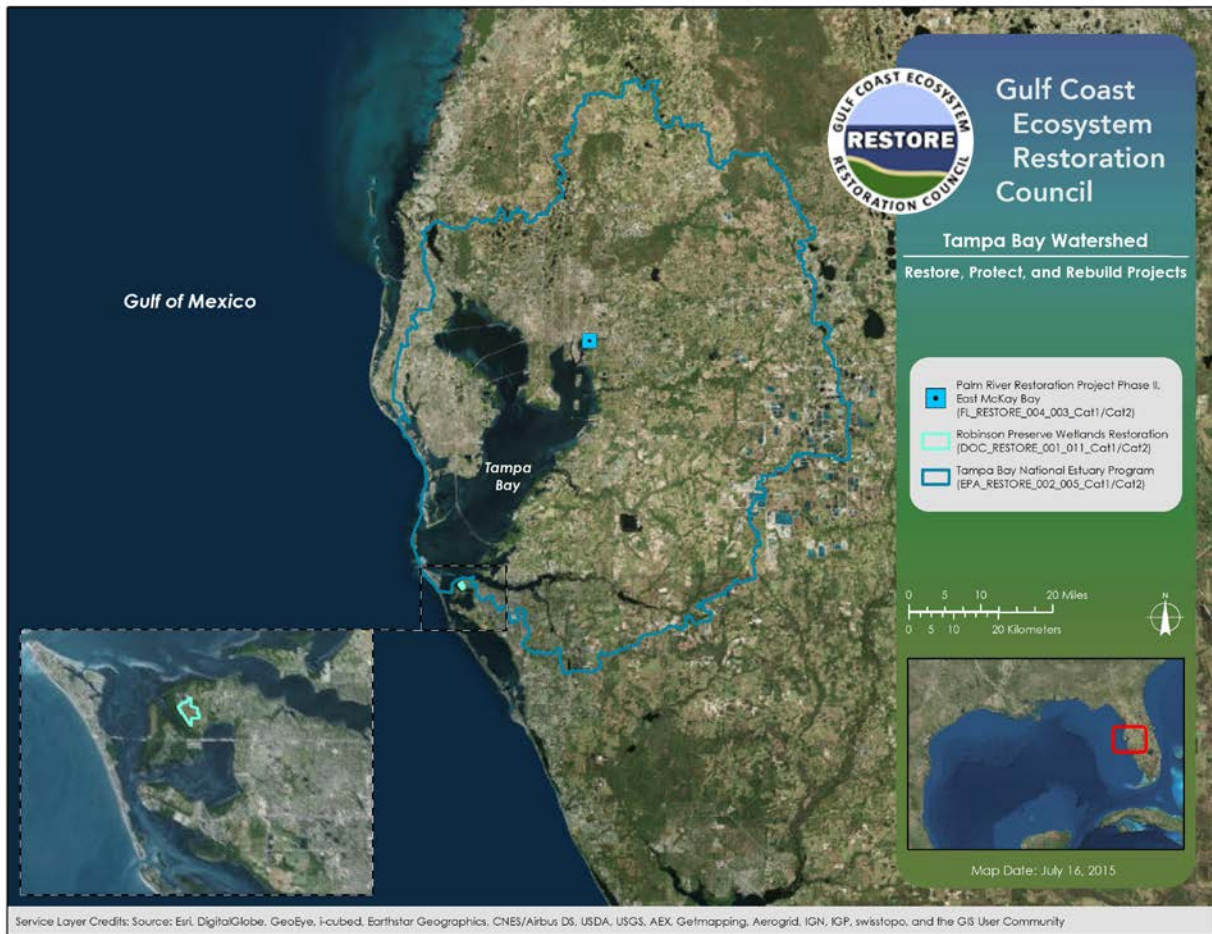 GULF COAST ECOSYSTEM
RESTORE
RESTORATION COUNCIL
Gulf Coast
Ecosystem
Restoration
Council
Tampa Bay Watershed
Restore, Protect, and Rebuild Projects
Gulf of Mexico
Tampa
Bay
Palm River Restoration Project Phase II,
East McKay Bay
(FL_RESTORE_004_003_Cat1/Cat2)
Robinson Preserve Wetlands Restoration
(DOC_RESTORE_001_011_Cat1/Cat2)
Tampa Bay National Estuary Program
(EPA_RESTORE_002_005_Cat1/Cat2)
0 5 10 20 Miles
0 5 10 20 Kilometers
N
Map Date: July 16, 2015
Service Layer Credits: Source: Esri, DigitalGlobe, GeoEye, i-cubed, Earthstar Geographics, CNES/Airbus DS, USDA, USGS, AEX, Getmapping, Aerogrid, IGN, IGP, swisstopo, and the GIS User Community